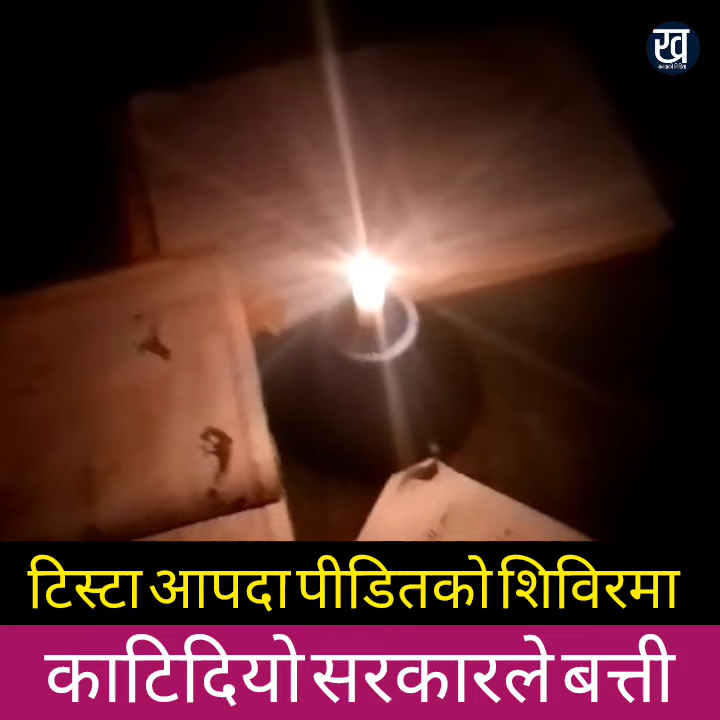 ख
टिस्टा आपदा पीडितको शिविरमा
काटिदियो सरकारले बत्ती